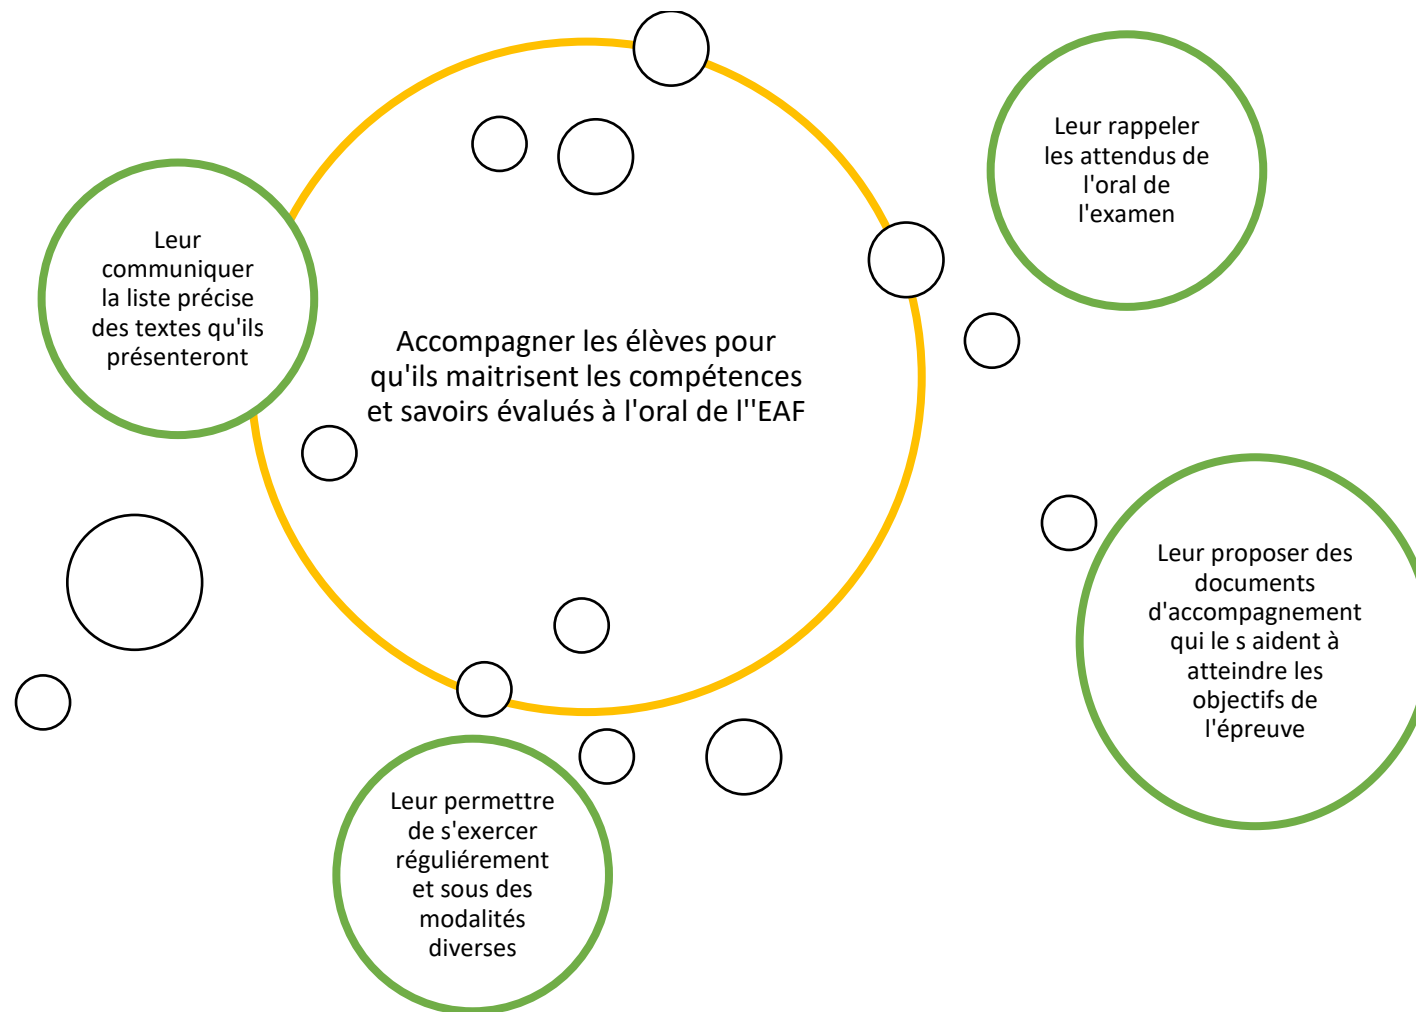 Leur rappeler
les attendus de
l'oral de
l'examen
Leur
communiquer
la liste précise
des textes qu'ils
présenteront
Accompagner les élèves pour
qu'ils maitrisent les compétences
et savoirs évalués à l'oral de l''EAF
Leur proposer des
documents
d'accompagnement
qui le s aident à
atteindre les
objectifs de
l'épreuve
Leur permettre
de s'exercer
réguliérement
et sous des
modalités
diverses